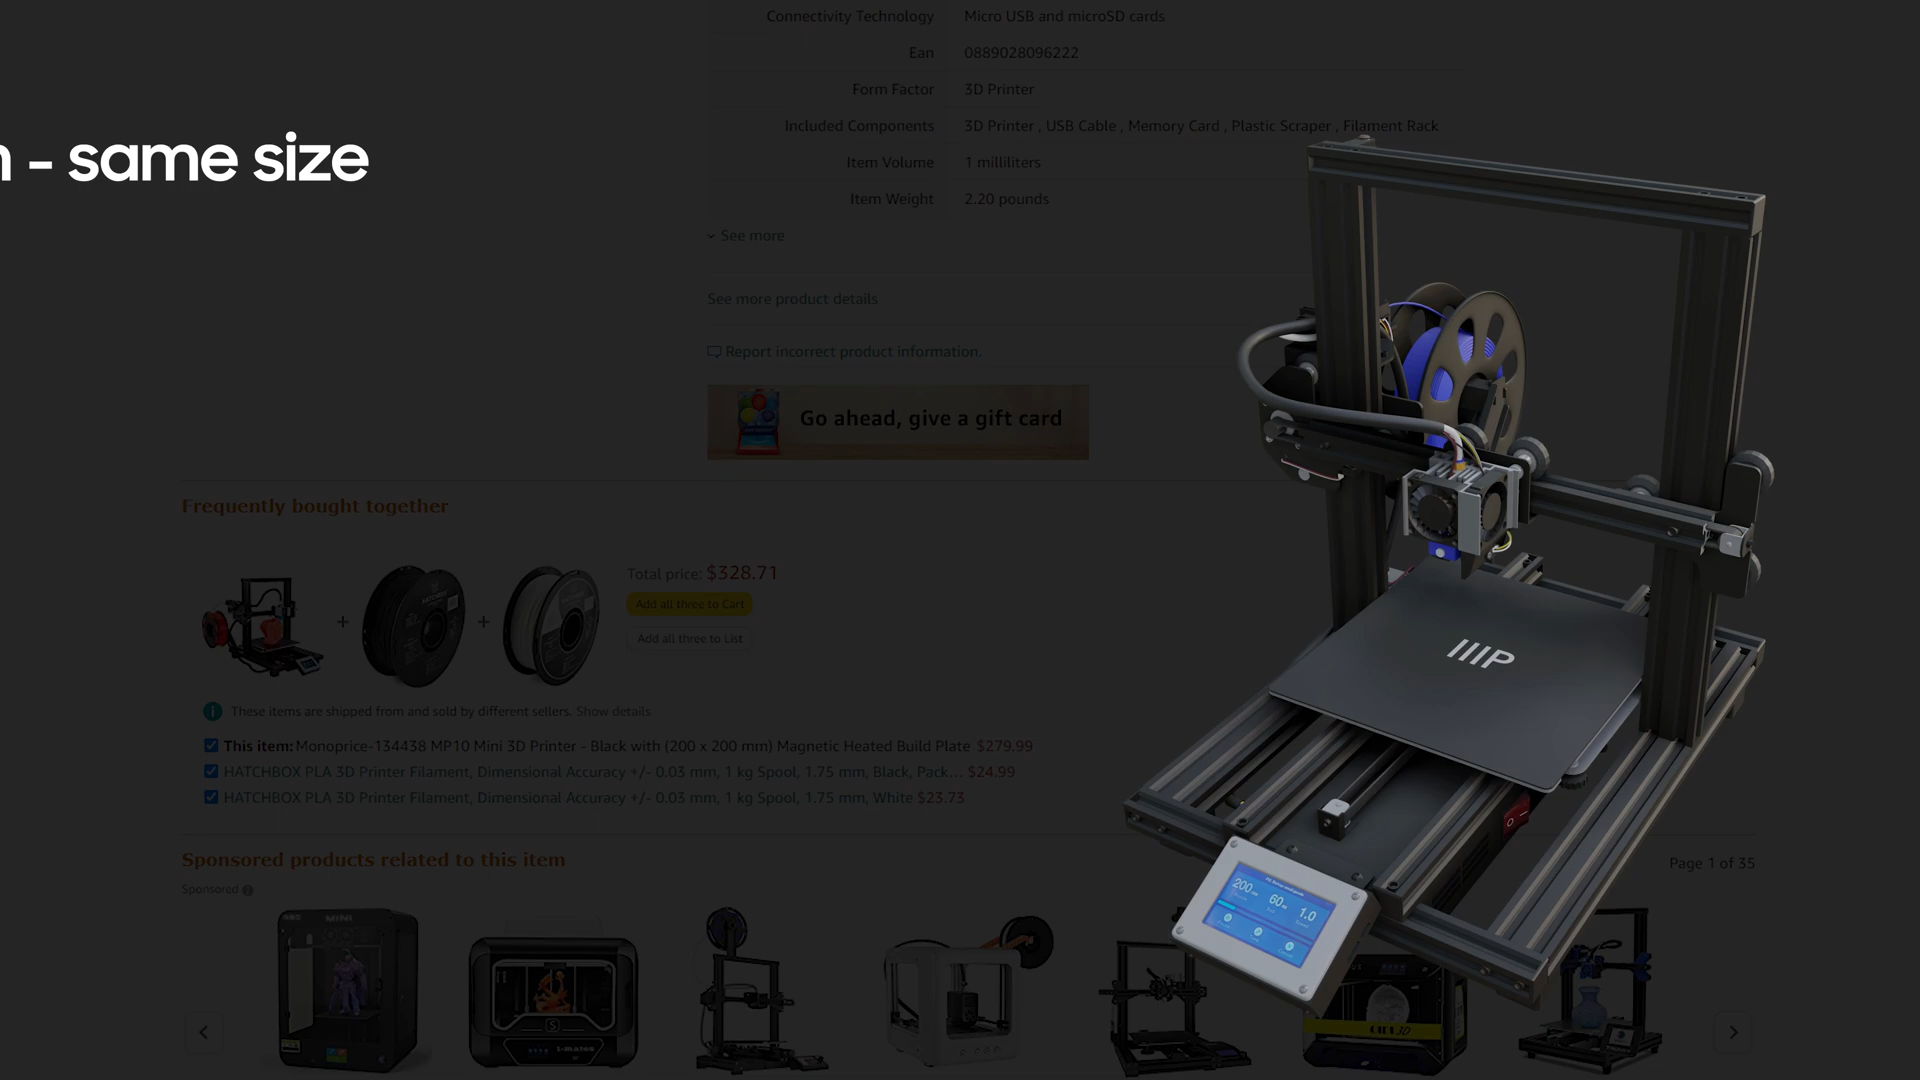 Connectivity Technology Micro USB and microSD cards
Ean 0889028096222
Form Factor 3D Printer
Included Components 3D Printer , USB Cable , Memory Card , Plastic Scraper , Filament Rack
- same size
Item Volume 1 milliliters
Item Weight 2.20 pounds
See more
See more product details
Report incorrect product information.
Go ahead, give a gift card
Frequently bought together
Total price: $328.71
Add all three to Cart
Add all three to List
These items are shipped from and sold by different sellers. Show details
This item: Monoprice-134438 MP10 Mini 3D Printer - Black with (200 x 200 mm) Magnetic Heated Build Plate $279.99
HATCHBOX PLA 3D Printer Filament, Dimensional Accuracy +/- 0.03 mm, 1 kg Spool, 1.75 mm, Black, Pack... $24.99
HATCHBOX PLA 3D Printer Filament, Dimensional Accuracy +/- 0.03 mm, 1 kg Spool, 1.75 mm, White $23.73
Sponsored products related to this item
Page 1 of 35
Sponsored
IIIP
200
60
1.0
MINI